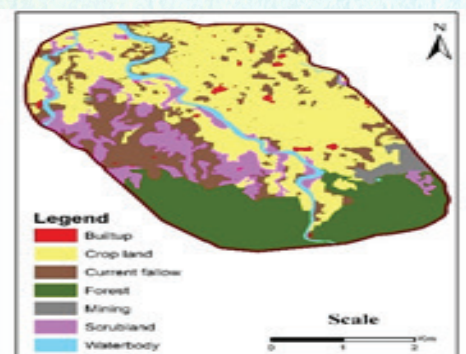 N
Legend
Builtup
Crop land
Current fallow
Forest
Mining
Scrubland
Waterbody
Scale
0 1 2